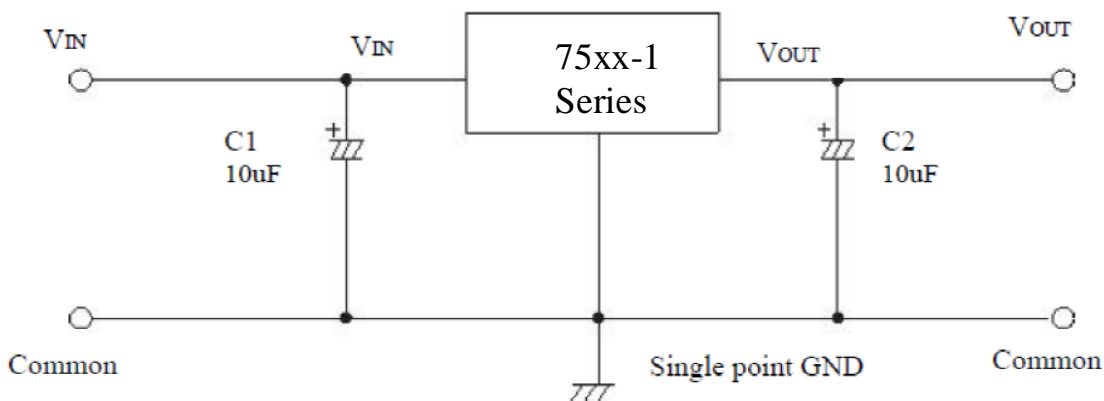 VIN
VIN
75xx-1
Series
VOUT
VOUT
+
C1
10uF
+
C2
10uF
Common
Single point GND
Common